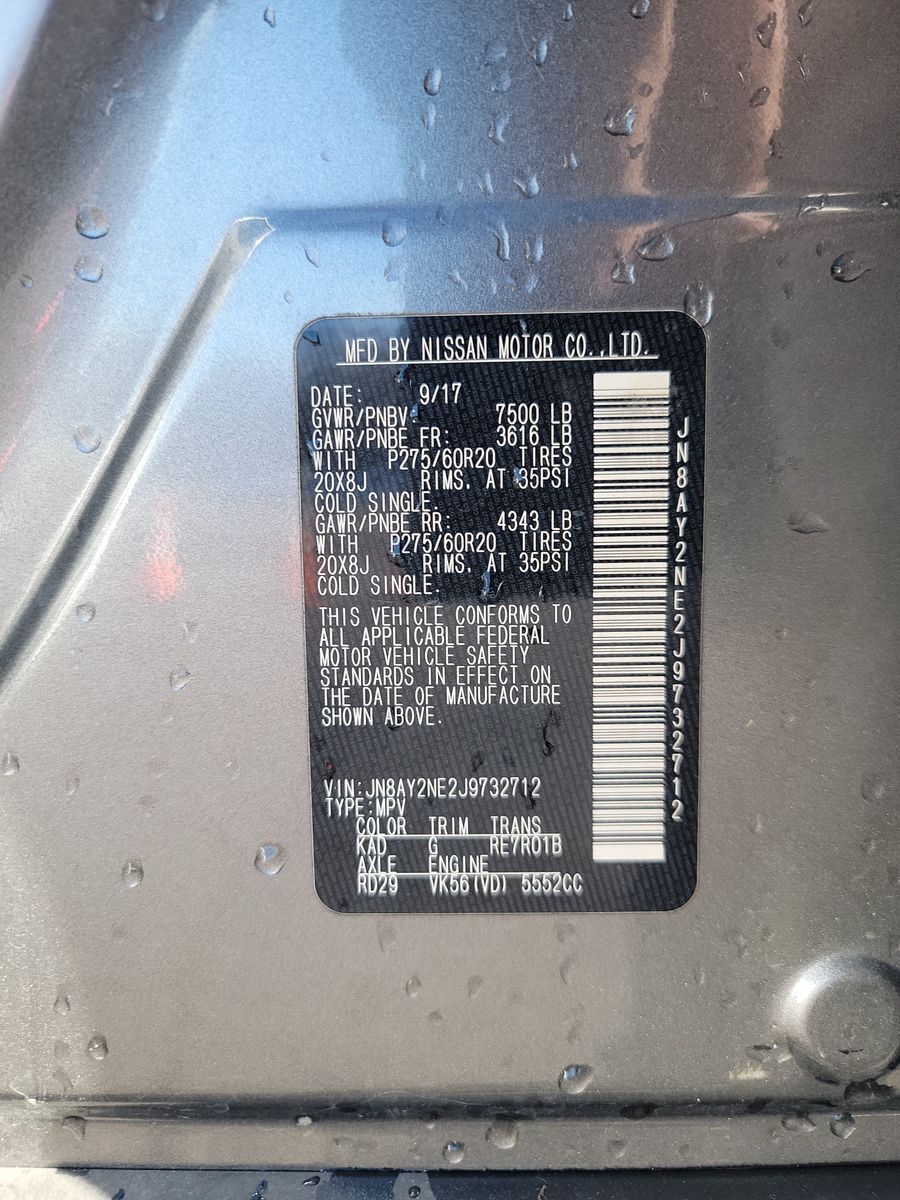 MFD BY NISSAN MOTOR CO.,LTD.
DATE: 9/17
GVWR/PNBV: 7500 LB
GAWR/PNBE FR: 3616 LB
WITH P275/60R20 TIRES
20X8J RIMS. AT 35PSI
COLD SINGLE.
GAWR/PNBE RR: 4343 LB
WITH P275/60R20 TIRES
20X8J RIMS. AT 35PSI
COLD SINGLE.
THIS VEHICLE CONFORMS TO
ALL APPLICABLE FEDERAL
MOTOR VEHICLE SAFETY
STANDARDS IN EFFECT ON
THE DATE OF MANUFACTURE
SHOWN ABOVE.
VIN:JN8AY2NE2J9732712
TYPE:MPV
COLOR TRIM TRANS
KAD G RE7R01B
AXLE ENGINE
RD29 VK56(VD) 5552CC
JN8AY2NE2J9732712